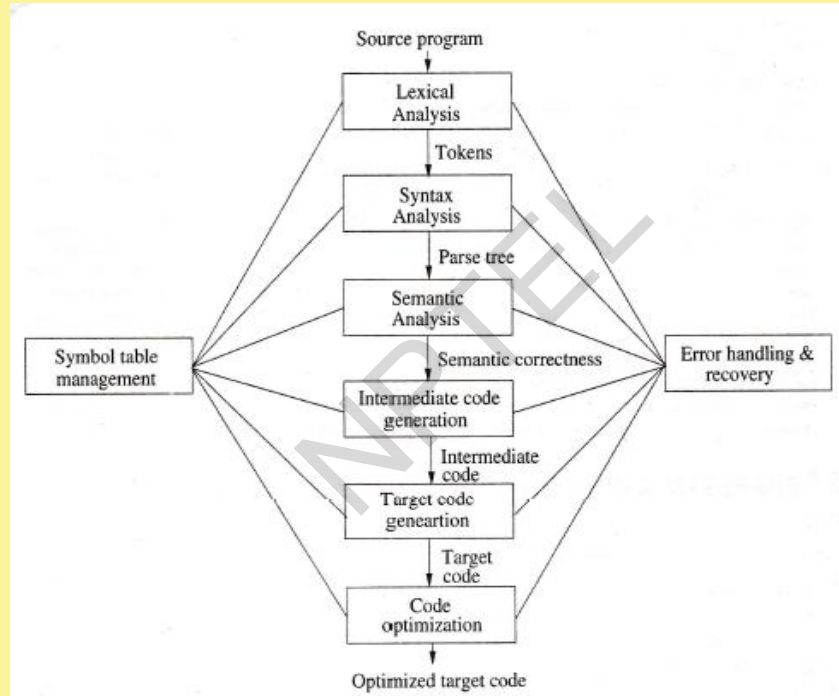 Source program
Lexical
Analysis
Tokens
Syntax
Analysis
Parse tree
Semantic
Analysis
Symbol table
management
Semantic correctness
Error handling &
recovery
Intermediate code
generation
Intermediate
code
Target code
geneartion
Target
code
Code
optimization
Optimized target code
NPTEL